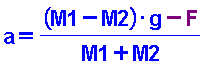 a = (M1 – M2) · g – F
M1 + M2